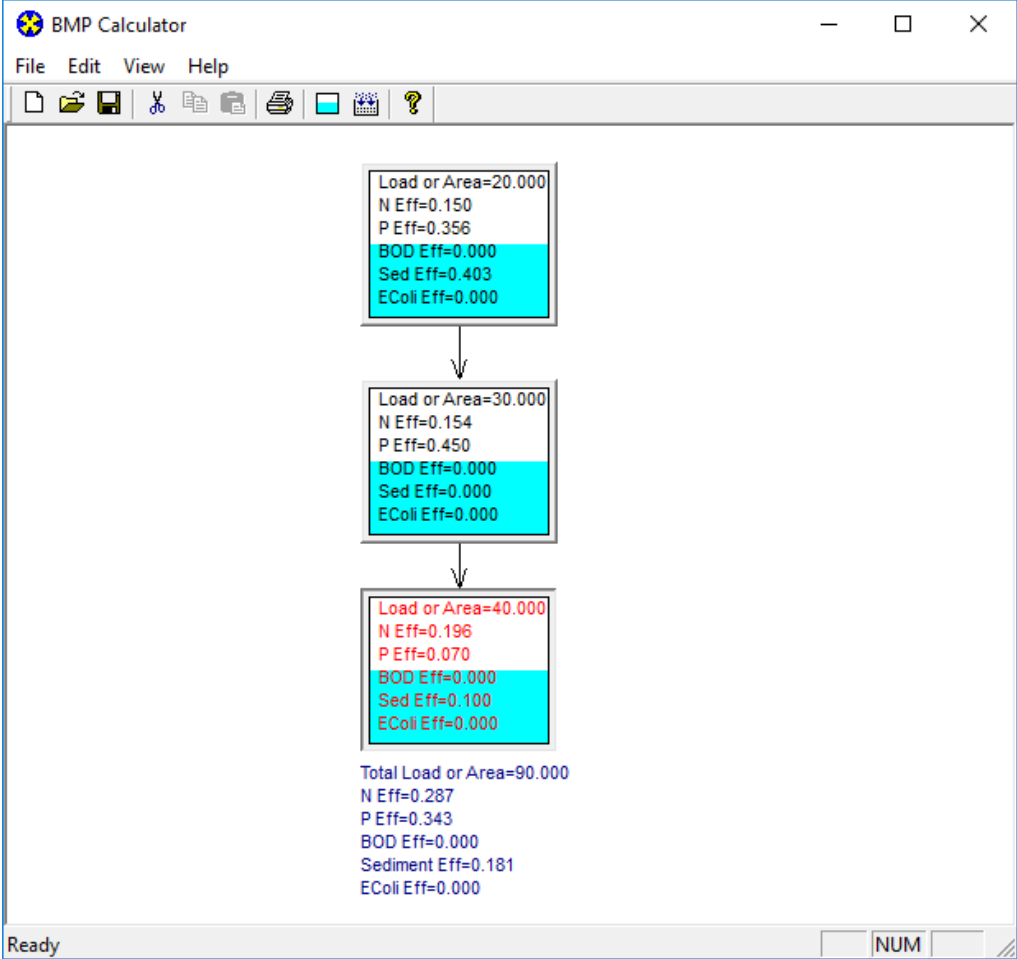 BMP Calculator
File Edit View Help
Load or Area=20.000
N Eff=0.150
P Eff=0.356
BOD Eff=0.000
Sed Eff=0.403
EColi Eff=0.000
Load or Area=30.000
N Eff=0.154
P Eff=0.450
BOD Eff=0.000
Sed Eff=0.000
EColi Eff=0.000
Load or Area=40.000
N Eff=0.196
P Eff=0.070
BOD Eff=0.000
Sed Eff=0.100
EColi Eff=0.000
Total Load or Area=90.000
N Eff=0.287
P Eff=0.343
BOD Eff=0.000
Sediment Eff=0.181
EColi Eff=0.000
Ready NUM